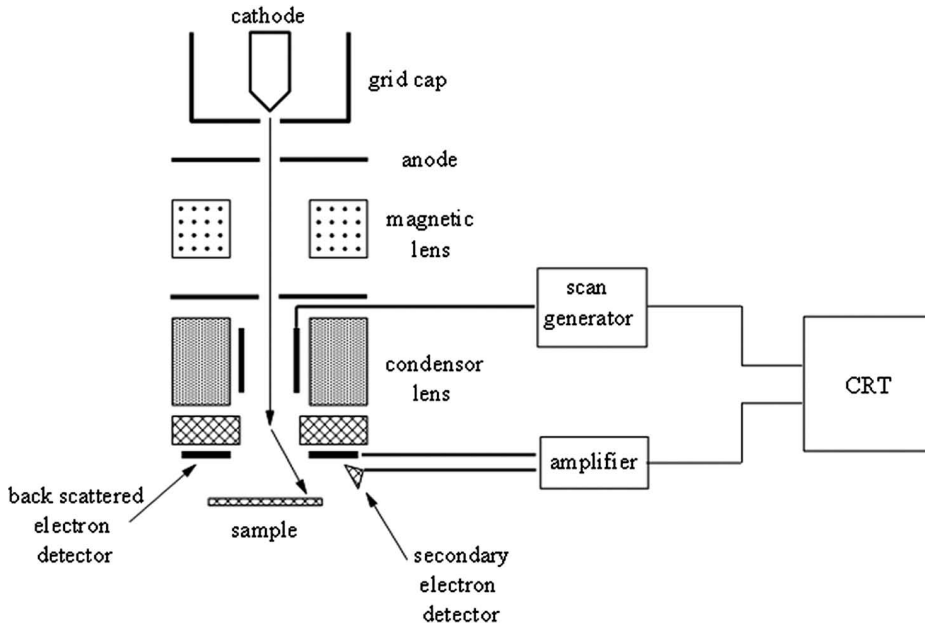 cathode
grid cap
anode
magnetic
lens
scan
generator
condensor
lens
CRT
amplifier
back scattered
electron
detector
sample
secondary
electron
detector